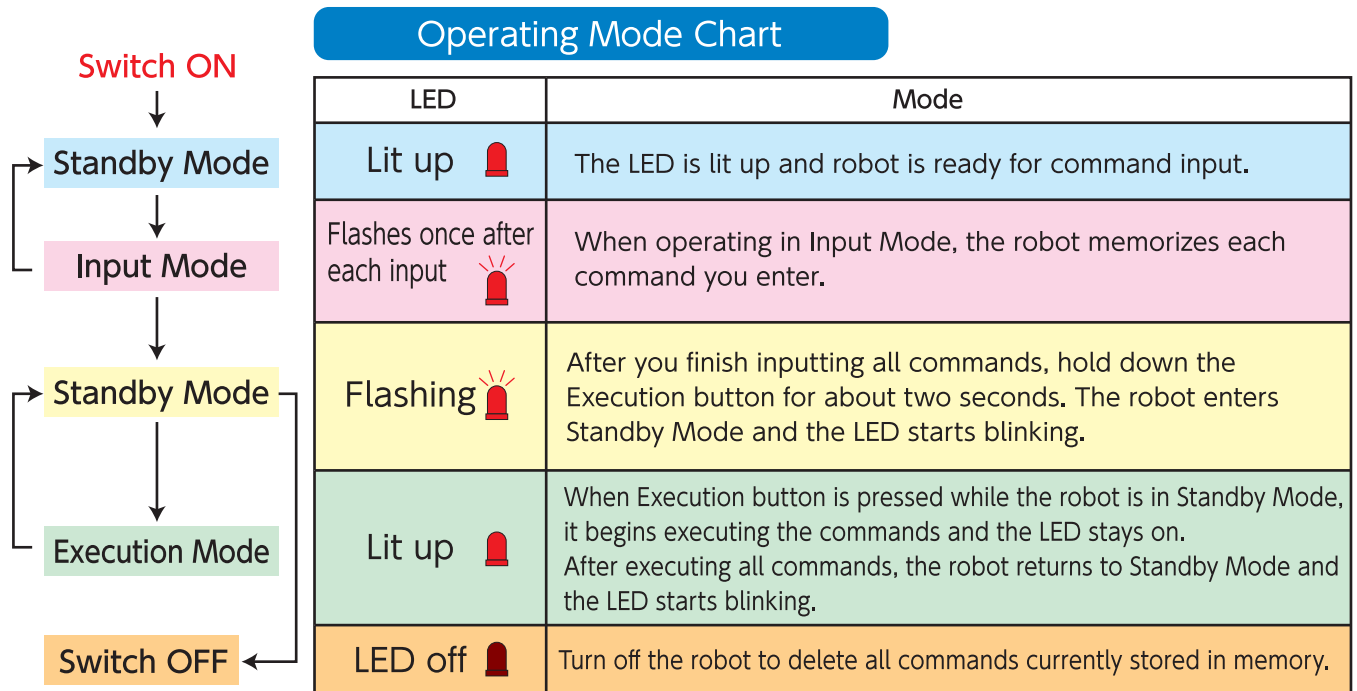 Operating Mode Chart
Switch ON
Standby Mode
Input Mode
Standby Mode
Execution Mode
Switch OFF
LED
Mode
Lit up
The LED is lit up and robot is ready for command input.
Flashes once after
each input
When operating in Input Mode, the robot memorizes each
command you enter.
Flashing
After you finish inputting all commands, hold down the
Execution button for about two seconds. The robot enters
Standby Mode and the LED starts blinking.
Lit up
When Execution button is pressed while the robot is in Standby Mode,
it begins executing the commands and the LED stays on.
After executing all commands, the robot returns to Standby Mode and
the LED starts blinking.
LED off
Turn off the robot to delete all commands currently stored in memory.